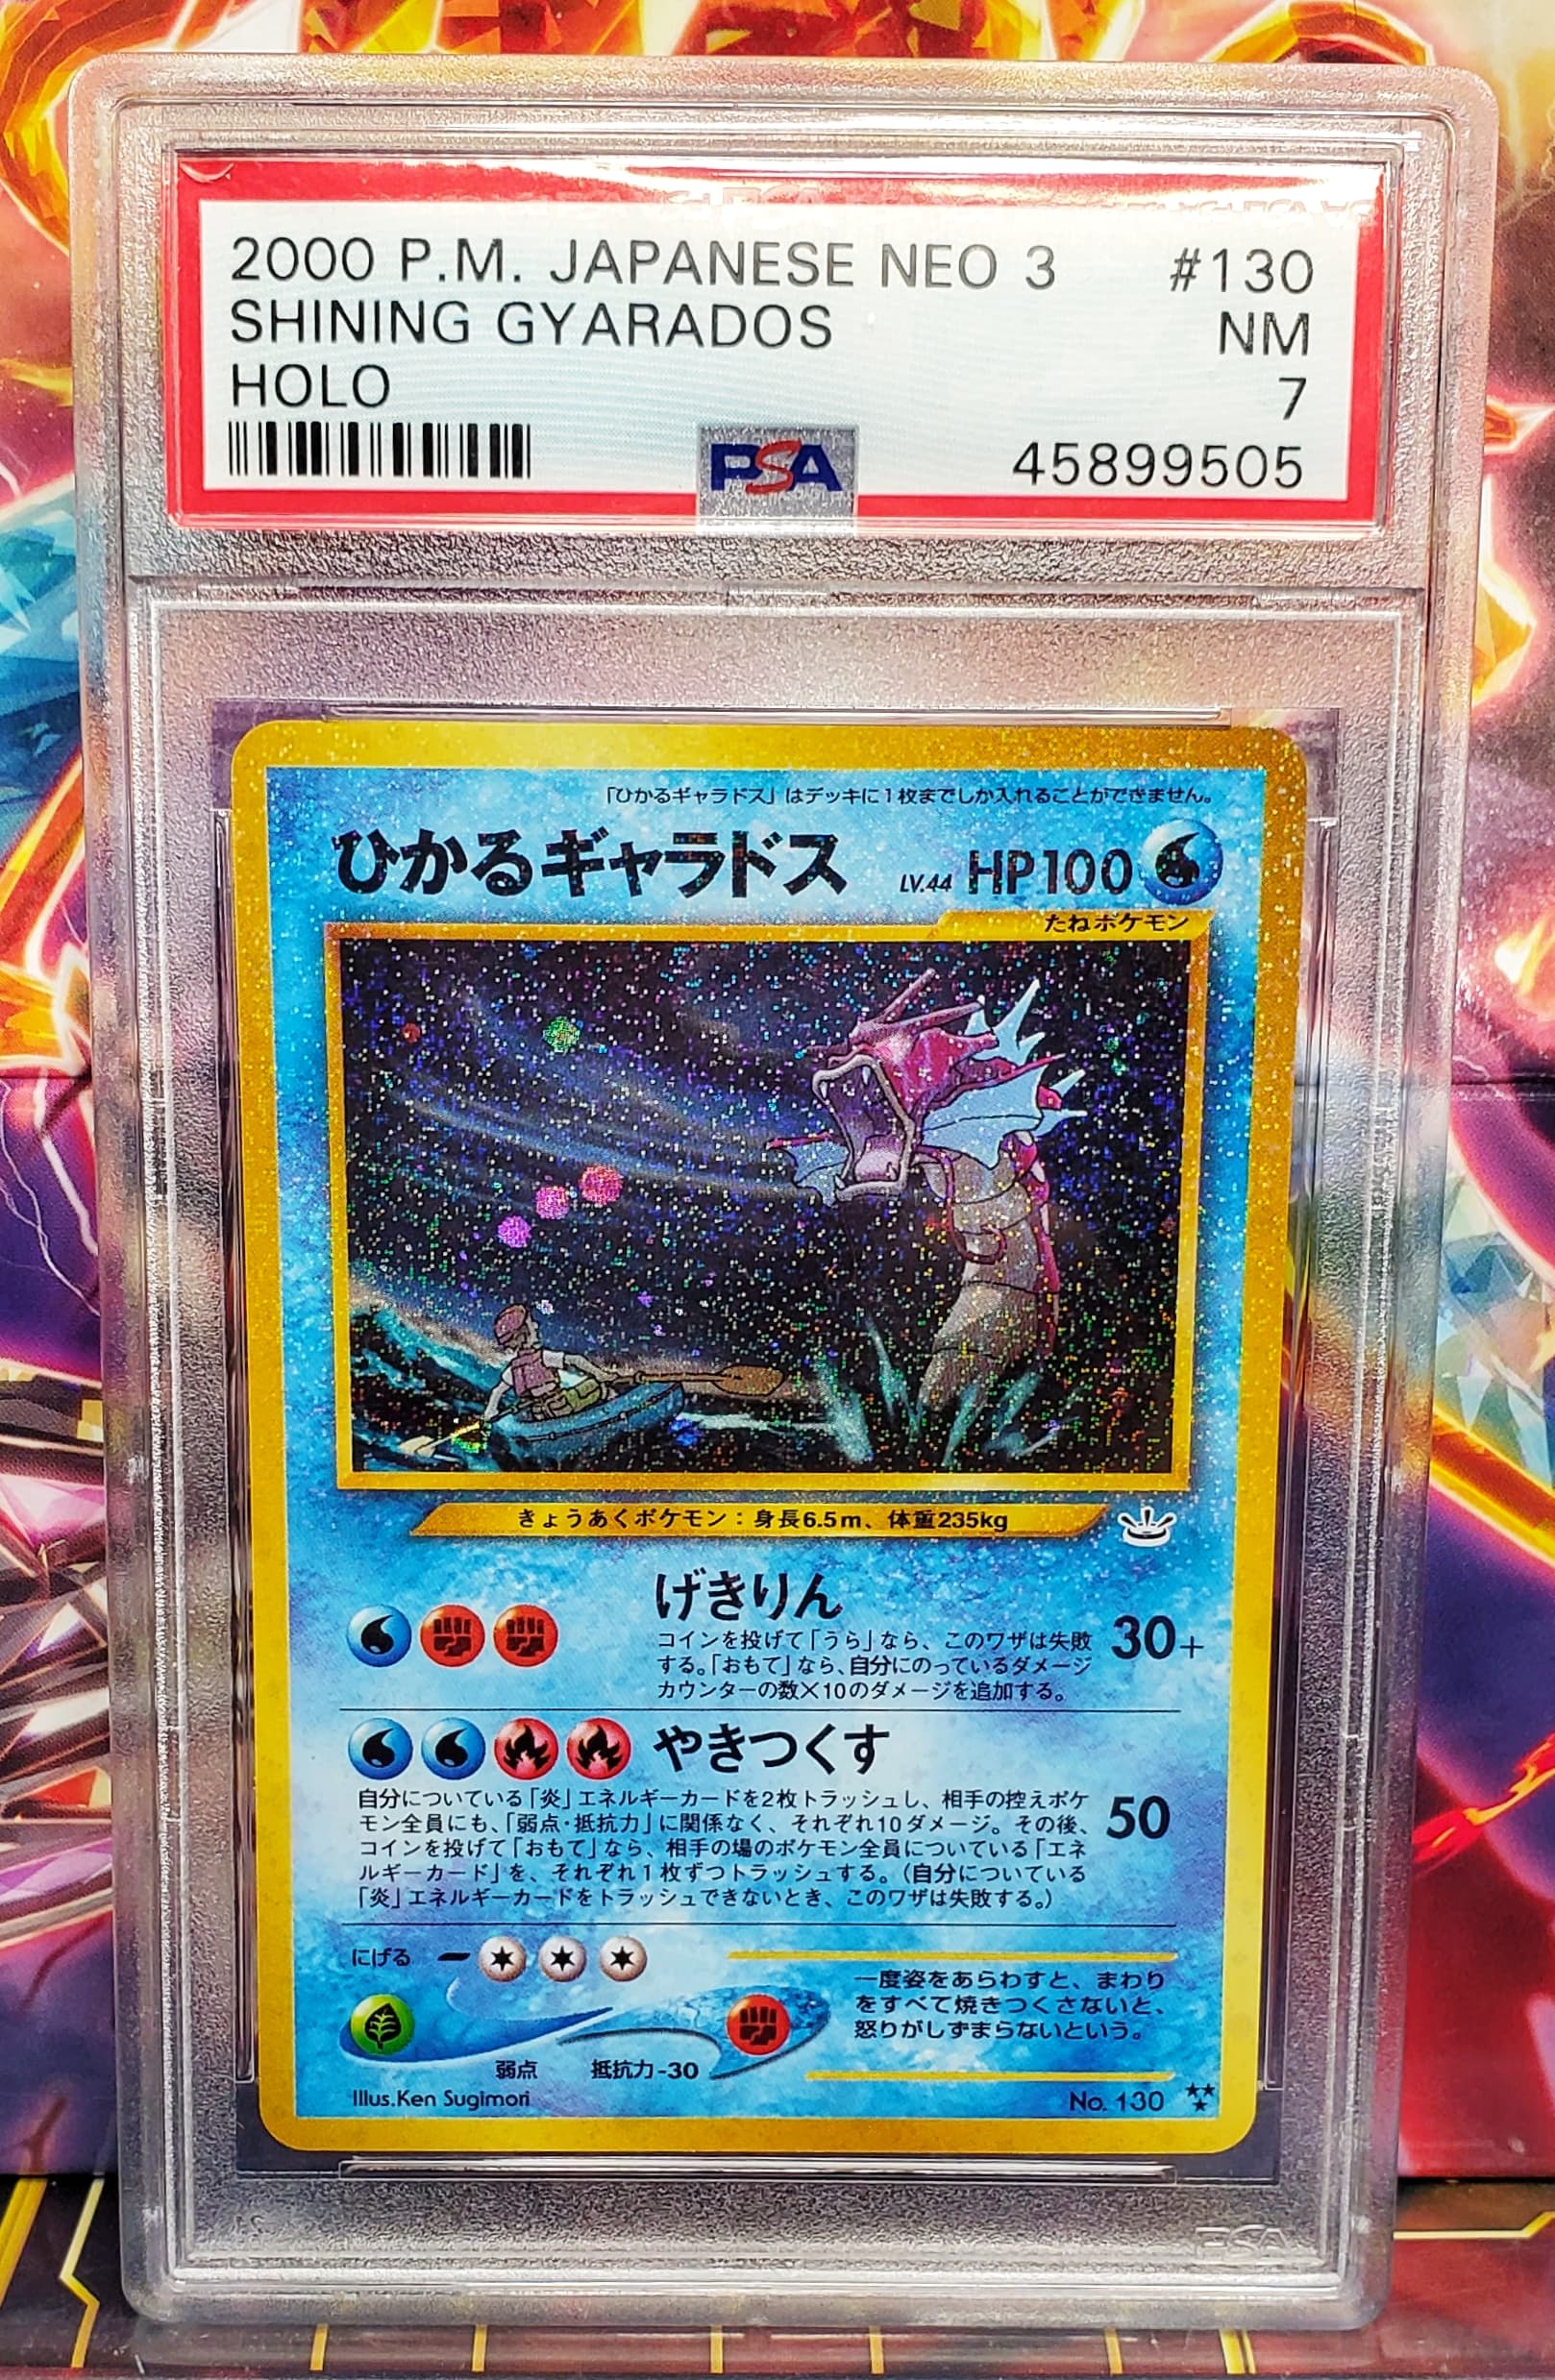 2000 P.M. JAPANESE NEO 3 #130
SHINING GYARADOS NM
HOLO 7
PSA 45899505
「ひかるギャラドス」はデッキに1枚までしか入れることができません。
ひかるギャラドス LV.44 HP100
たねポケモン
きょうあくポケモン：身長6.5m、体重235kg
げきりん
コインを投げて「うら」なら、このワザは失敗
する。「おもて」なら、自分にのっているダメージ
カウンターの数×10のダメージを追加する。
30+
やきつくす
自分についている「炎」エネルギーカードを2枚トラッシュし、相手の控えポケ
モン全員にも、「弱点・抵抗力」に関係なく、それぞれ10ダメージ。その後、
コインを投げて「おもて」なら、相手の場のポケモン全員についている「エネ
ルギーカード」を、それぞれ1枚ずつトラッシュする。（自分についている
「炎」エネルギーカードをトラッシュできないとき、このワザは失敗する。）
50
にげる
一度姿をあらわすと、まわり
をすべて焼きつくさないと、
怒りがしずまらないという。
弱点 抵抗力-30
Illus.Ken Sugimori No. 130
PSA